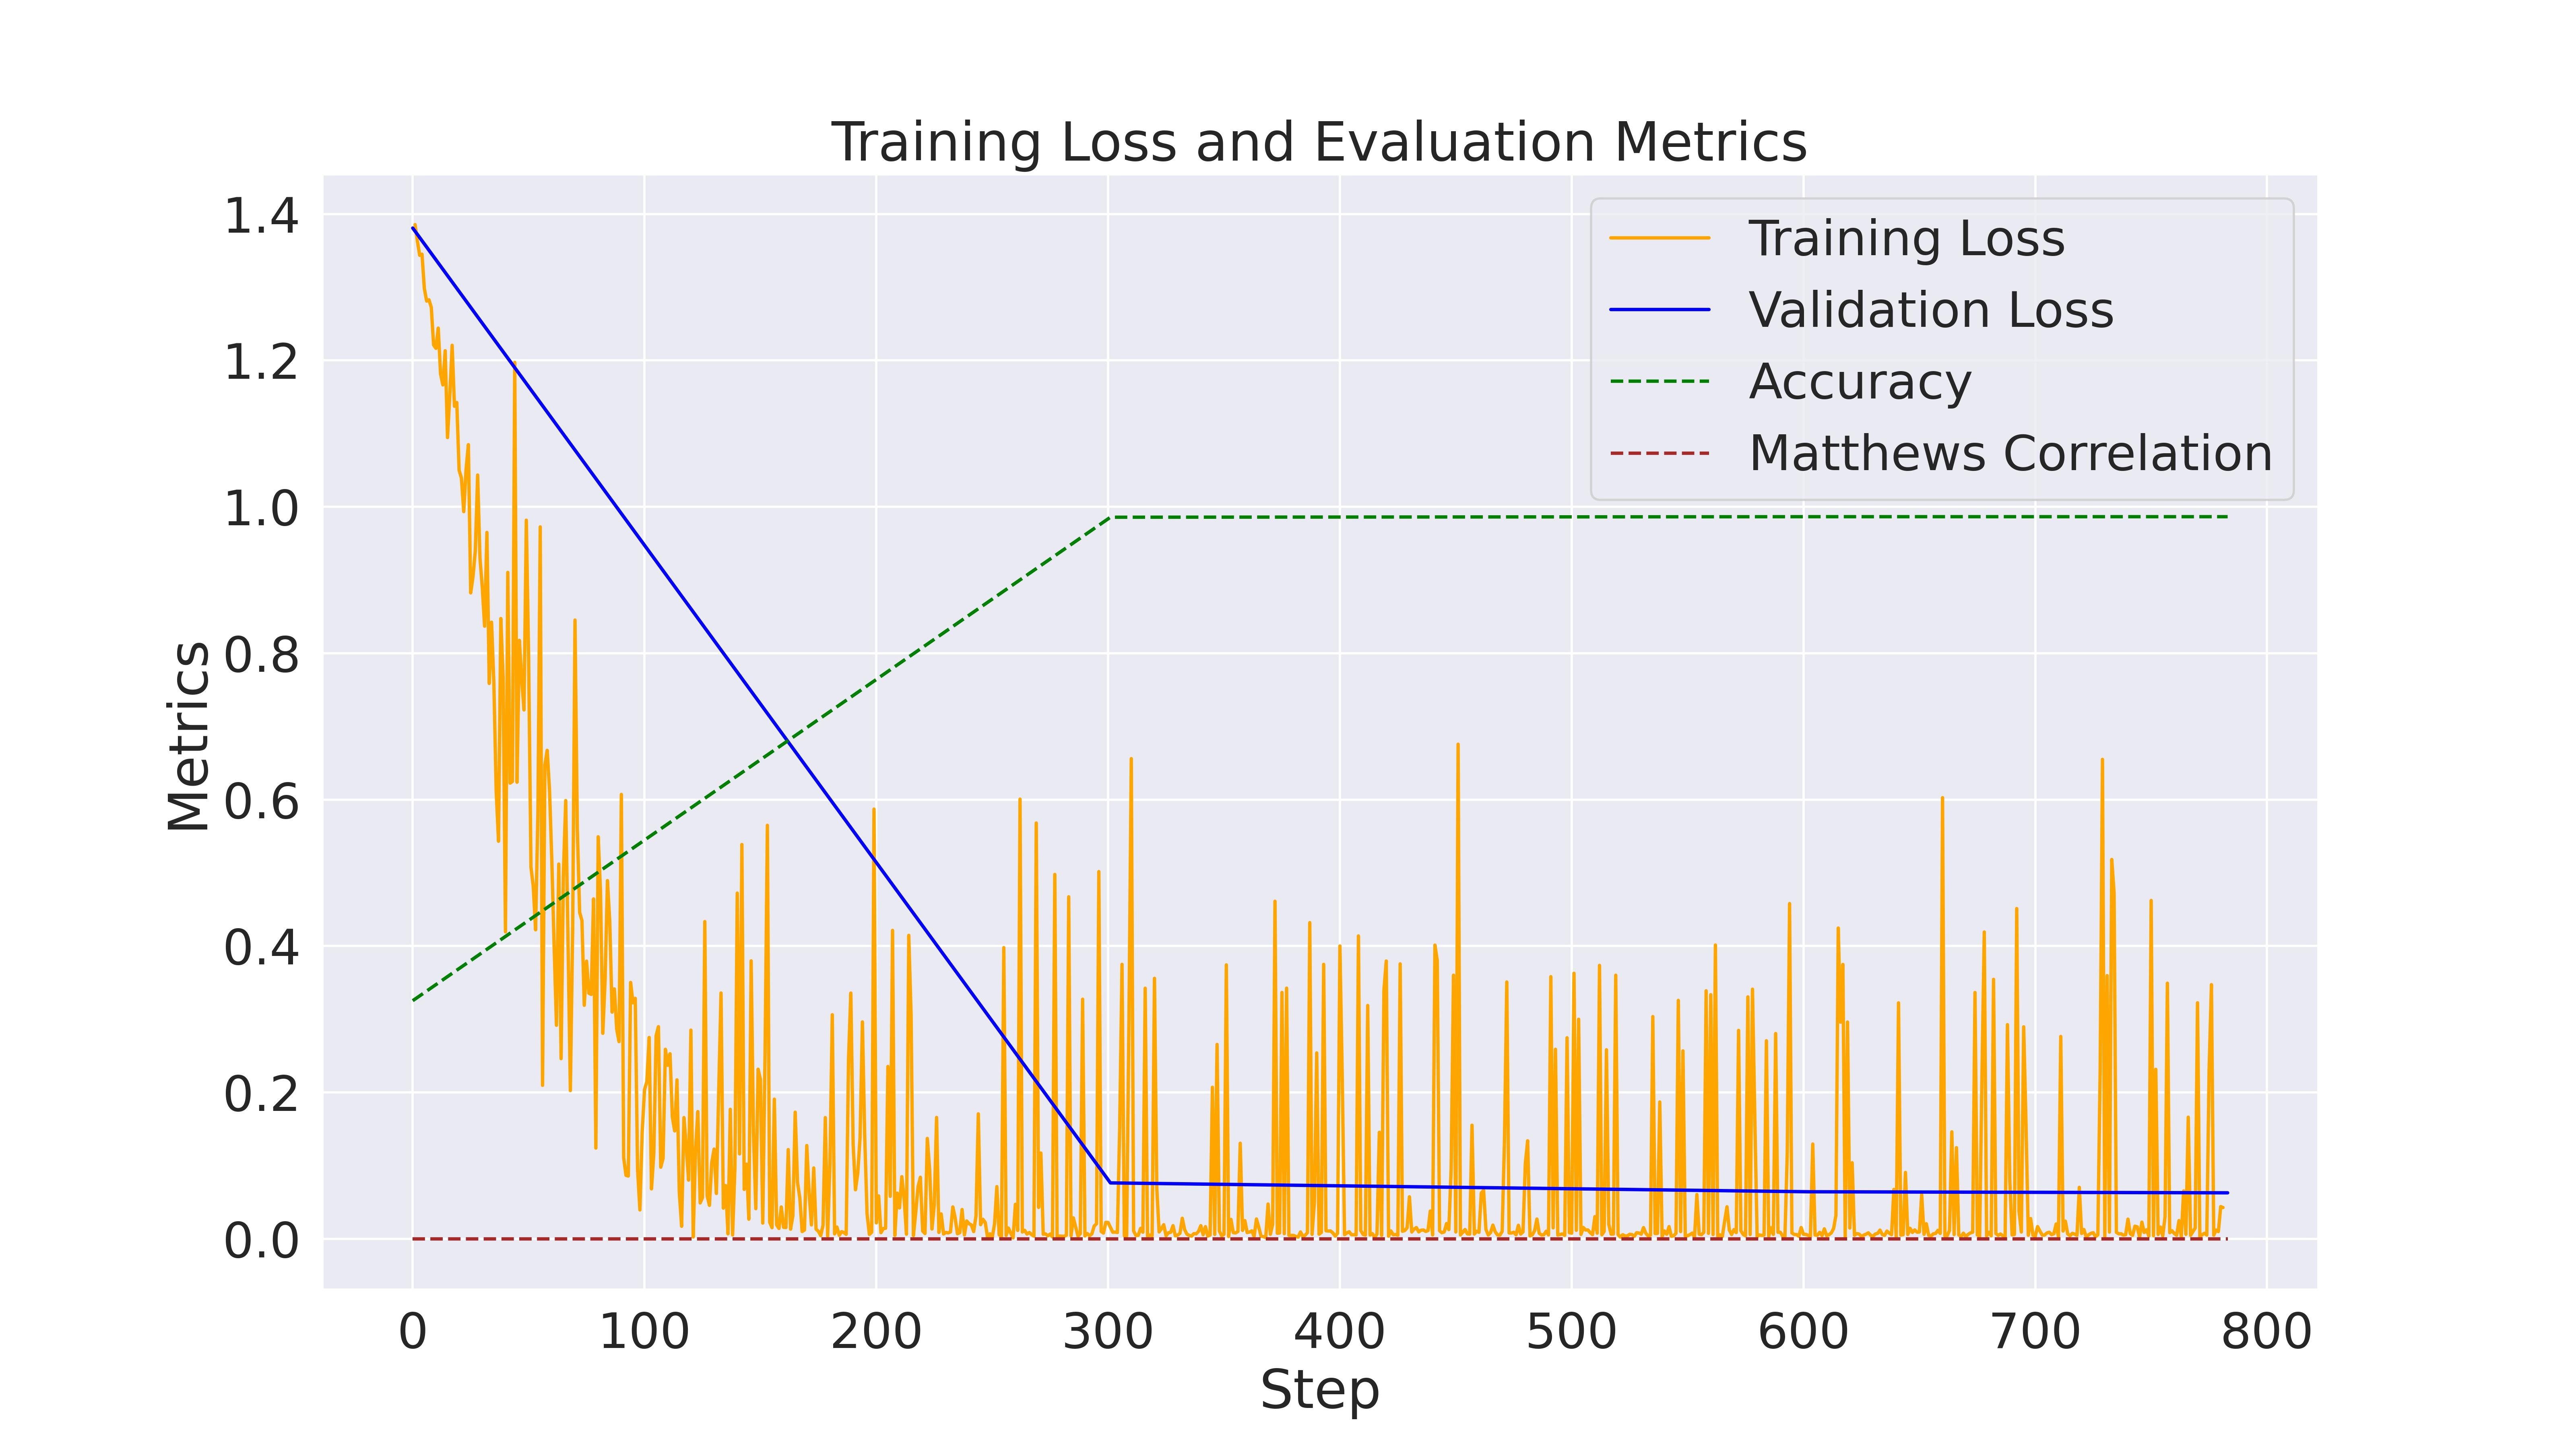 Training Loss and Evaluation Metrics
Training Loss
Validation Loss
Accuracy
Matthews Correlation
Metrics
1.4
1.2
1.0
0.8
0.6
0.4
0.2
0.0
0 100 200 300 400 500 600 700 800
Step